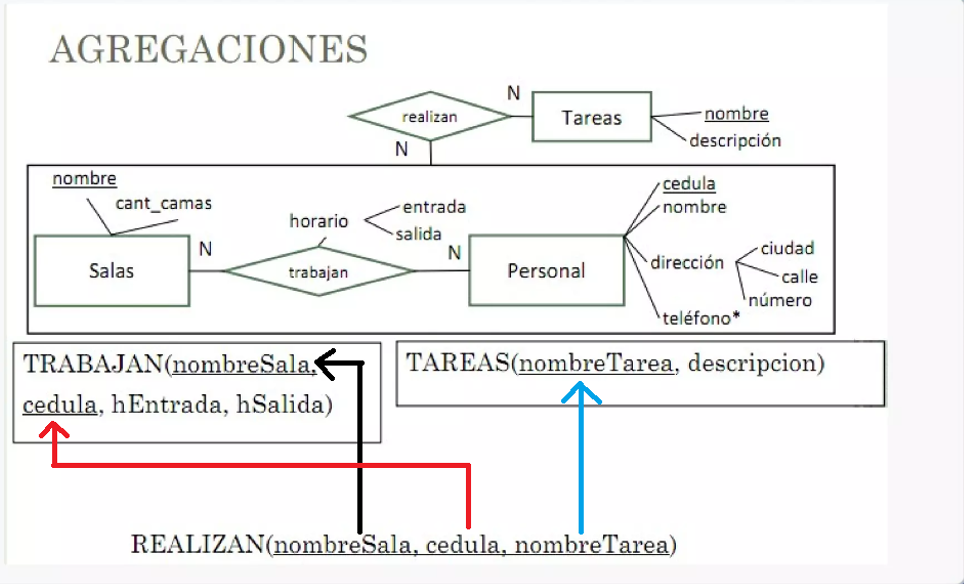 AGREGACIONES
realizan
N
N
Tareas
nombre
descripción
nombre
cant_camas
Salas
N
horario
entrada
salida
trabajan
N
Personal
cedula
nombre
dirección
ciudad
calle
número
teléfono*
TRABAJAN(nombreSala,
cedula, hEntrada, hSalida)
TAREAS(nombreTarea, descripcion)
REALIZAN(nombreSala, cedula, nombreTarea)